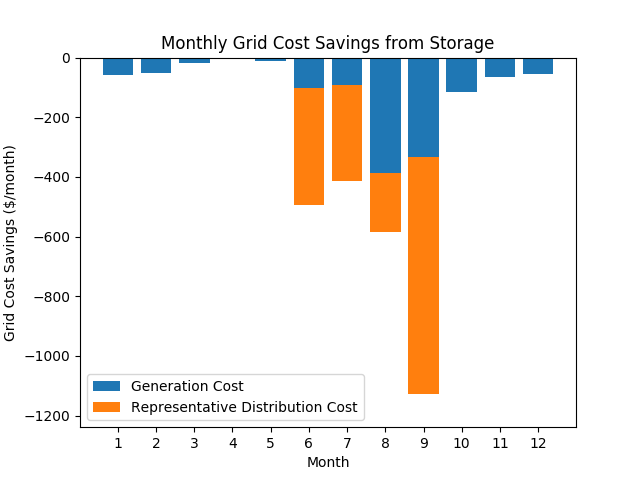 Monthly Grid Cost Savings from Storage
0
−200
−400
−600
−800
−1000
−1200
Grid Cost Savings ($/month)
Generation Cost
Representative Distribution Cost
1 2 3 4 5 6 7 8 9 10 11 12
Month